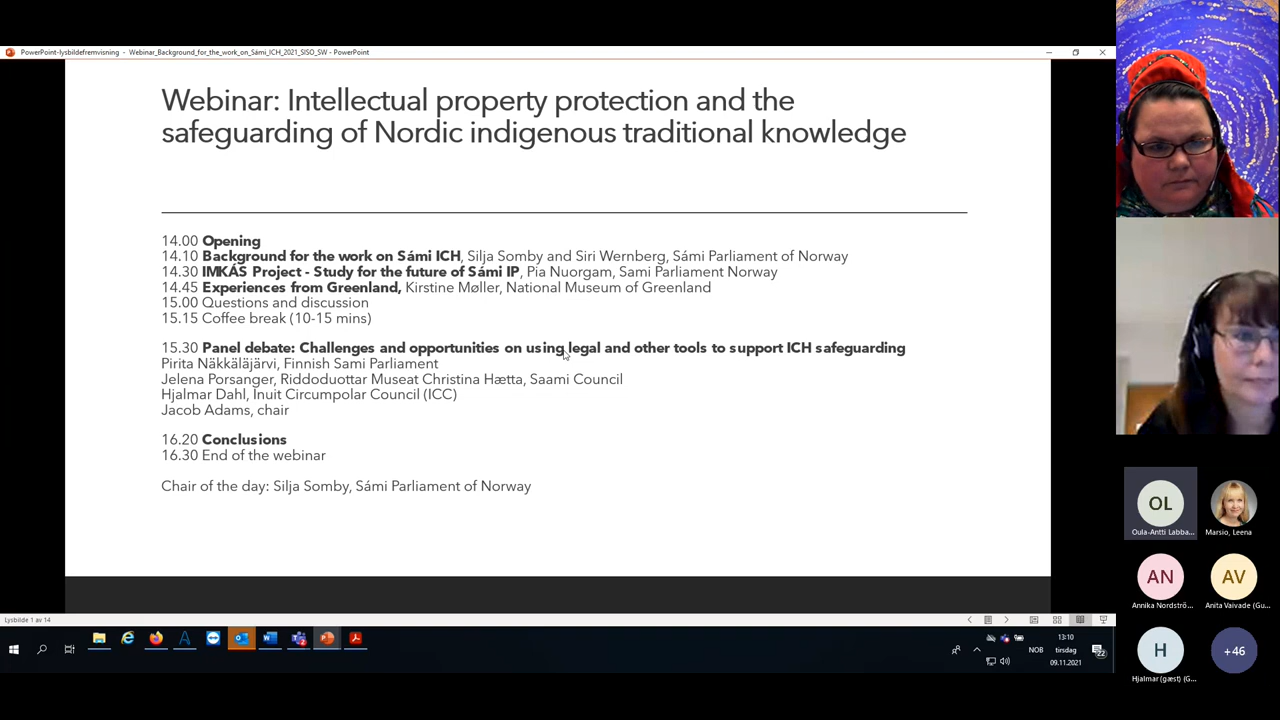 PowerPoint-lysbildefremvisning - Webinar_Background_for_the_work_on_Sámi_ICH_2021_SISO_SW - PowerPoint
Webinar: Intellectual property protection and the
safeguarding of Nordic indigenous traditional knowledge
14.00 Opening
14.10 Background for the work on Sámi ICH, Silja Somby and Siri Wernberg, Sámi Parliament of Norway
14.30 IMKÁS Project - Study for the future of Sámi IP, Pia Nuorgam, Sami Parliament Norway
14.45 Experiences from Greenland, Kirstine Møller, National Museum of Greenland
15.00 Questions and discussion
15.15 Coffee break (10-15 mins)
15.30 Panel debate: Challenges and opportunities on using legal and other tools to support ICH safeguarding
Pirita Näkkäläjärvi, Finnish Sami Parliament
Jelena Porsanger, Riddoduottar Museat Christina Hætta, Saami Council
Hjalmar Dahl, Inuit Circumpolar Council (ICC)
Jacob Adams, chair
16.20 Conclusions
16.30 End of the webinar
Chair of the day: Silja Somby, Sámi Parliament of Norway
OL
Oula-Antti Labba...
Marsio, Leena
AN
Annika Nordströ...
AV
Anita Vaivade (Gu...
H
Hjalmar (gæst) (G...
+46
Lysbilde 1 av 14
NOB
13:10
tirsdag
09.11.2021
22